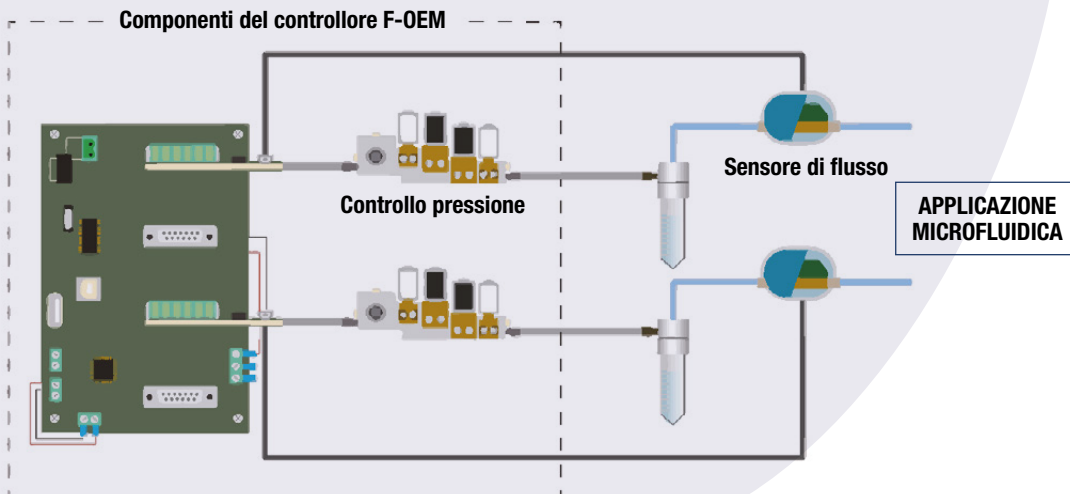 Componenti del controllore F-OEM
Sensore di flusso
Controllo pressione
APPLICAZIONE
MICROFLUIDICA